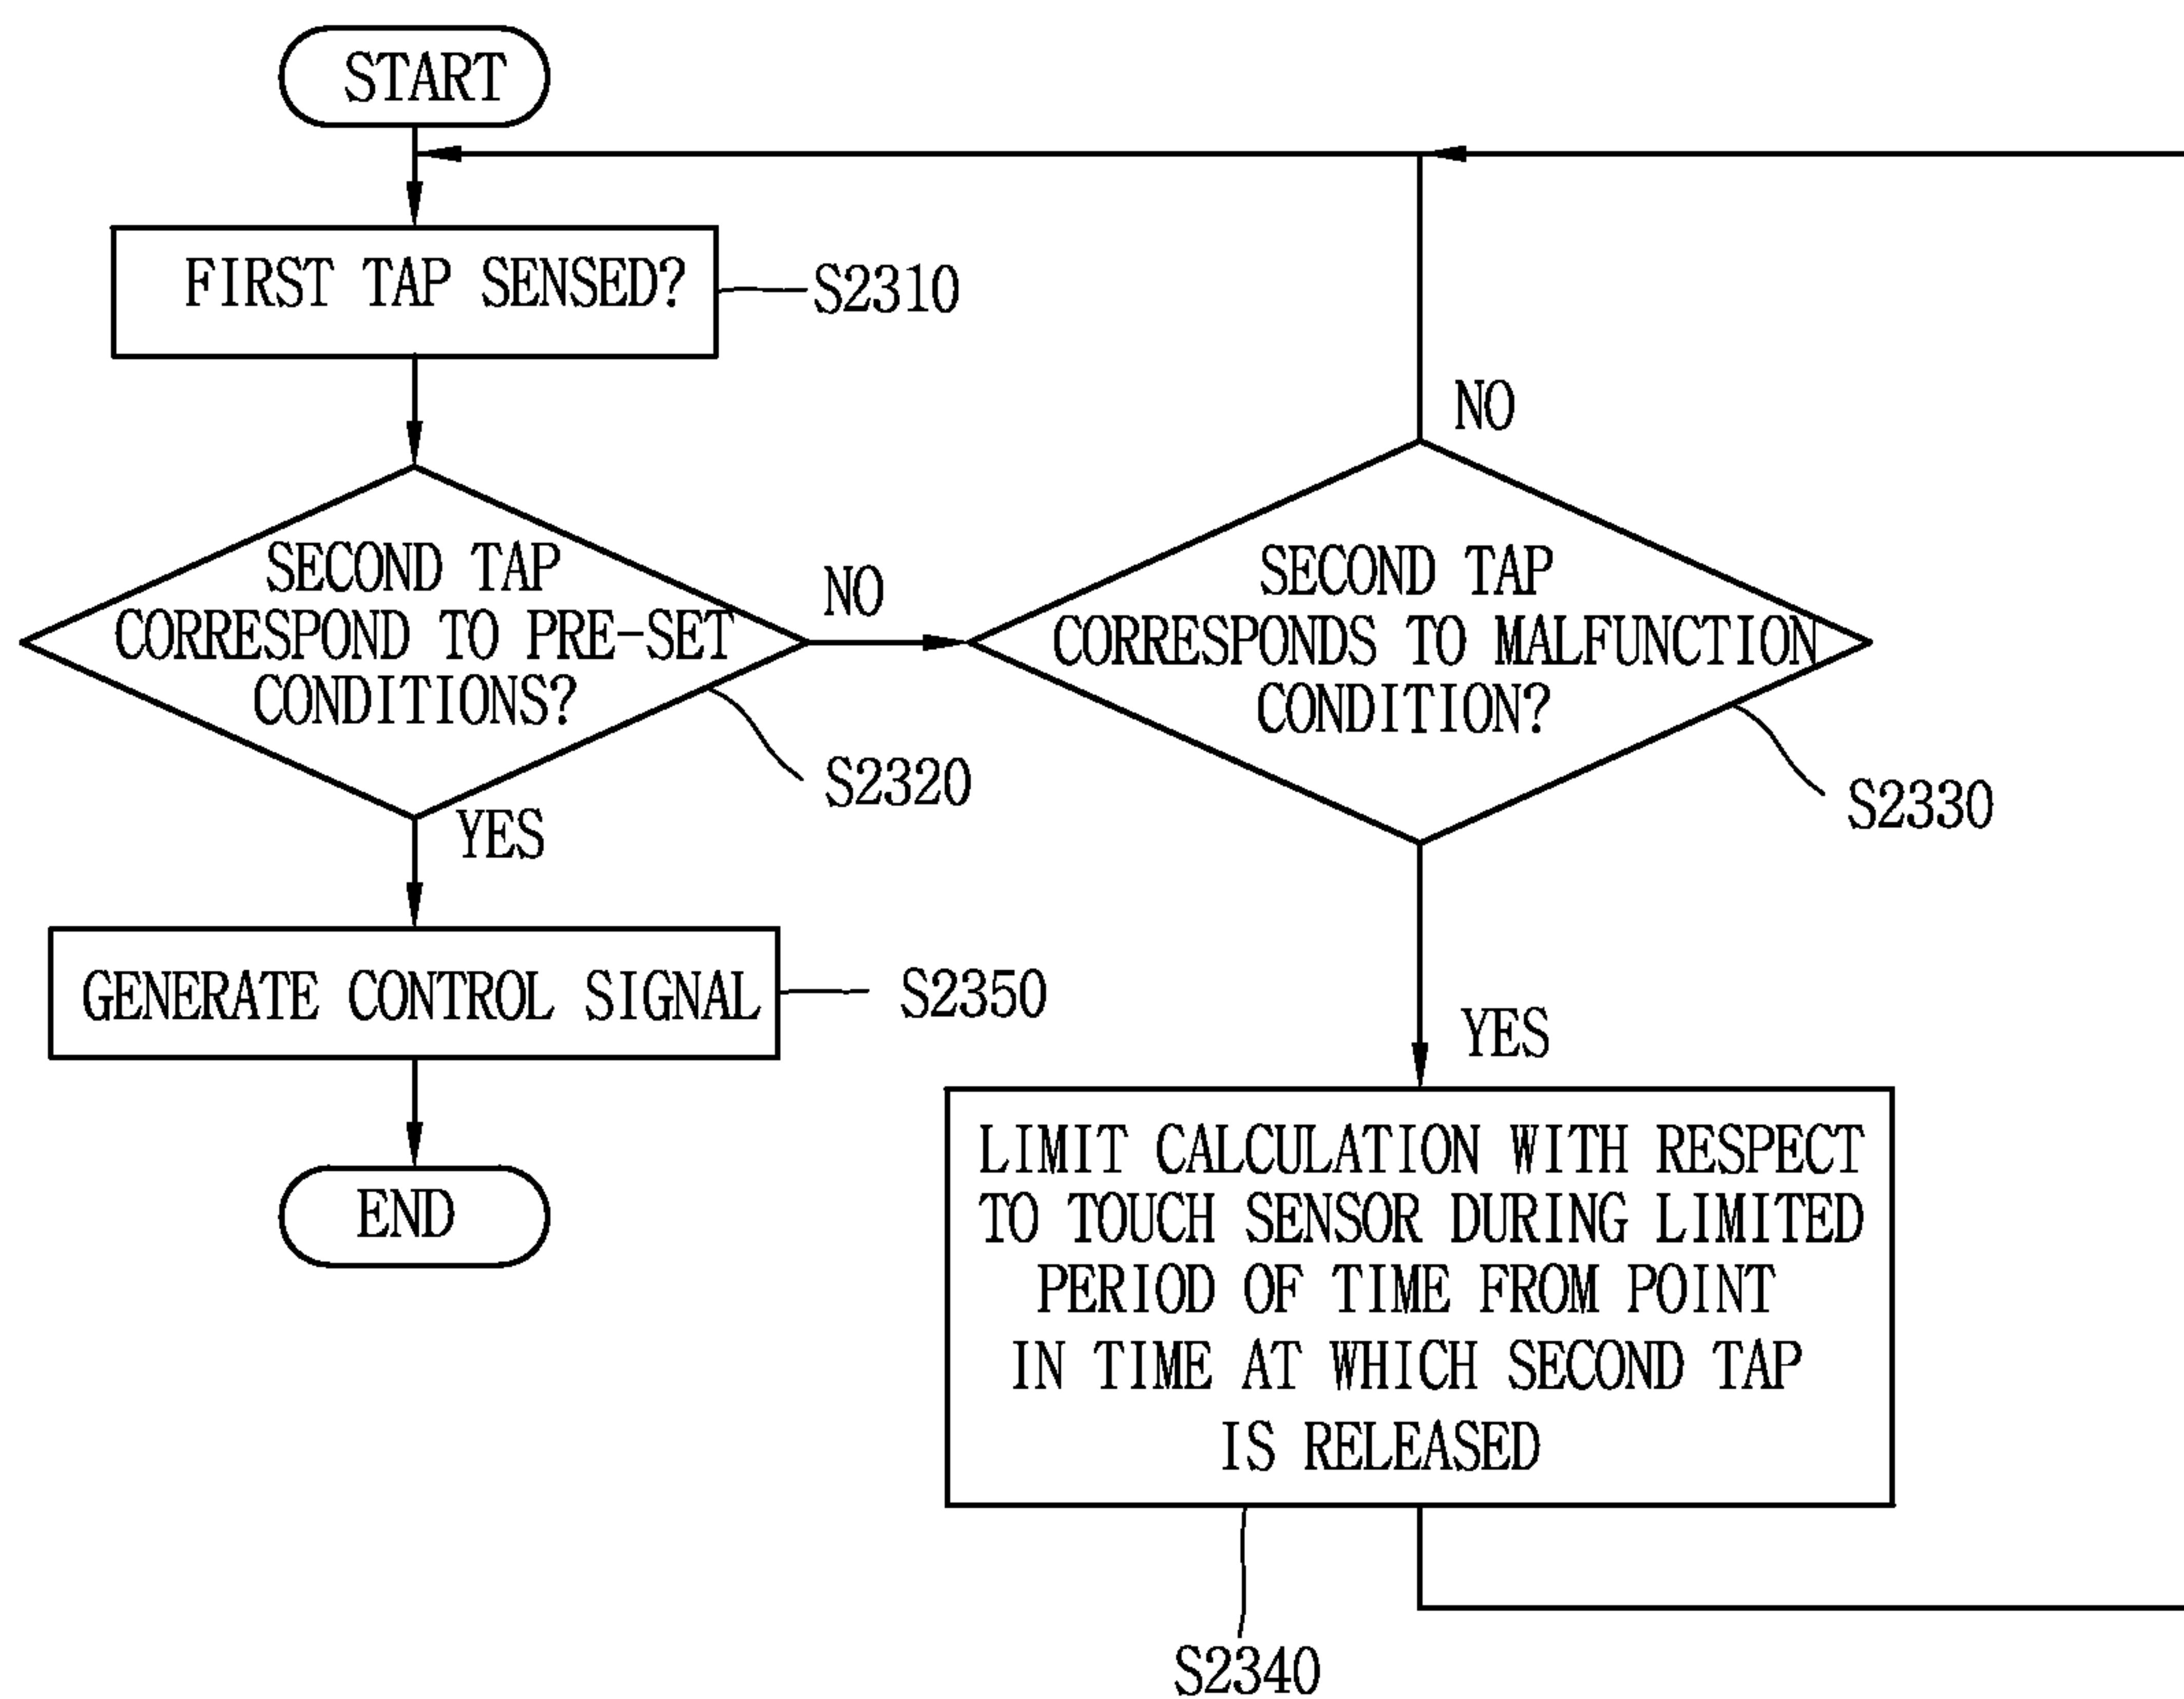 START
FIRST TAP SENSED?
S2310
SECOND TAP
CORRESPOND TO PRE-SET
CONDITIONS?
S2320
NO
YES
SECOND TAP
CORRESPONDS TO MALFUNCTION
CONDITION?
S2330
NO
YES
GENERATE CONTROL SIGNAL
S2350
END
LIMIT CALCULATION WITH RESPECT
TO TOUCH SENSOR DURING LIMITED
PERIOD OF TIME FROM POINT
IN TIME AT WHICH SECOND TAP
IS RELEASED
S2340